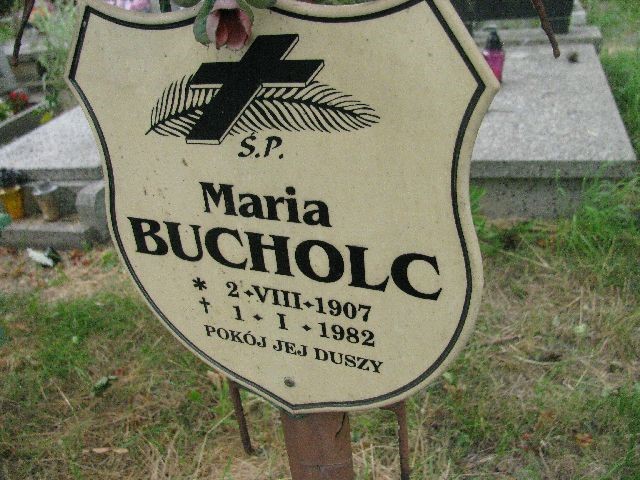 Ś.P.
Maria
BUCHOLC
* 2•VIII•1907
† 1•I•1982
POKÓJ JEJ DUSZY